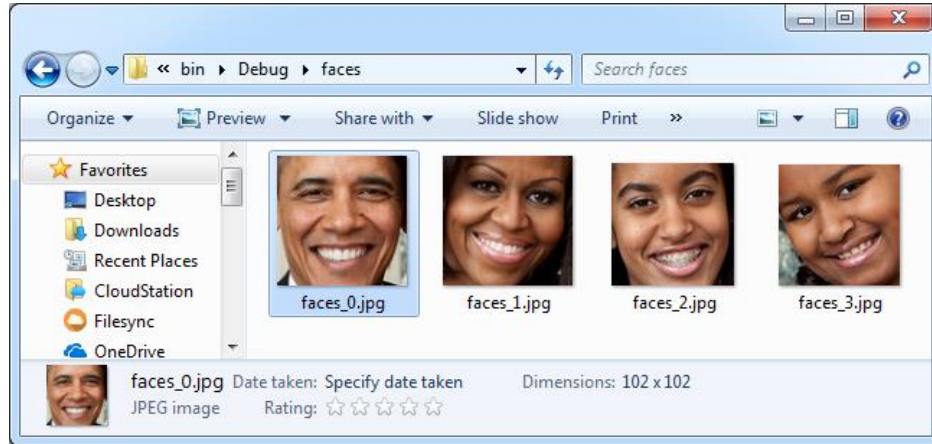 « bin ▸ Debug ▸ faces
Search faces
Organize Preview Share with Slide show Print »
Favorites
Desktop
Downloads
Recent Places
CloudStation
Filesync
OneDrive
faces_0.jpg faces_1.jpg faces_2.jpg faces_3.jpg
faces_0.jpg Date taken: Specify date taken Dimensions: 102 x 102
JPEG image Rating: